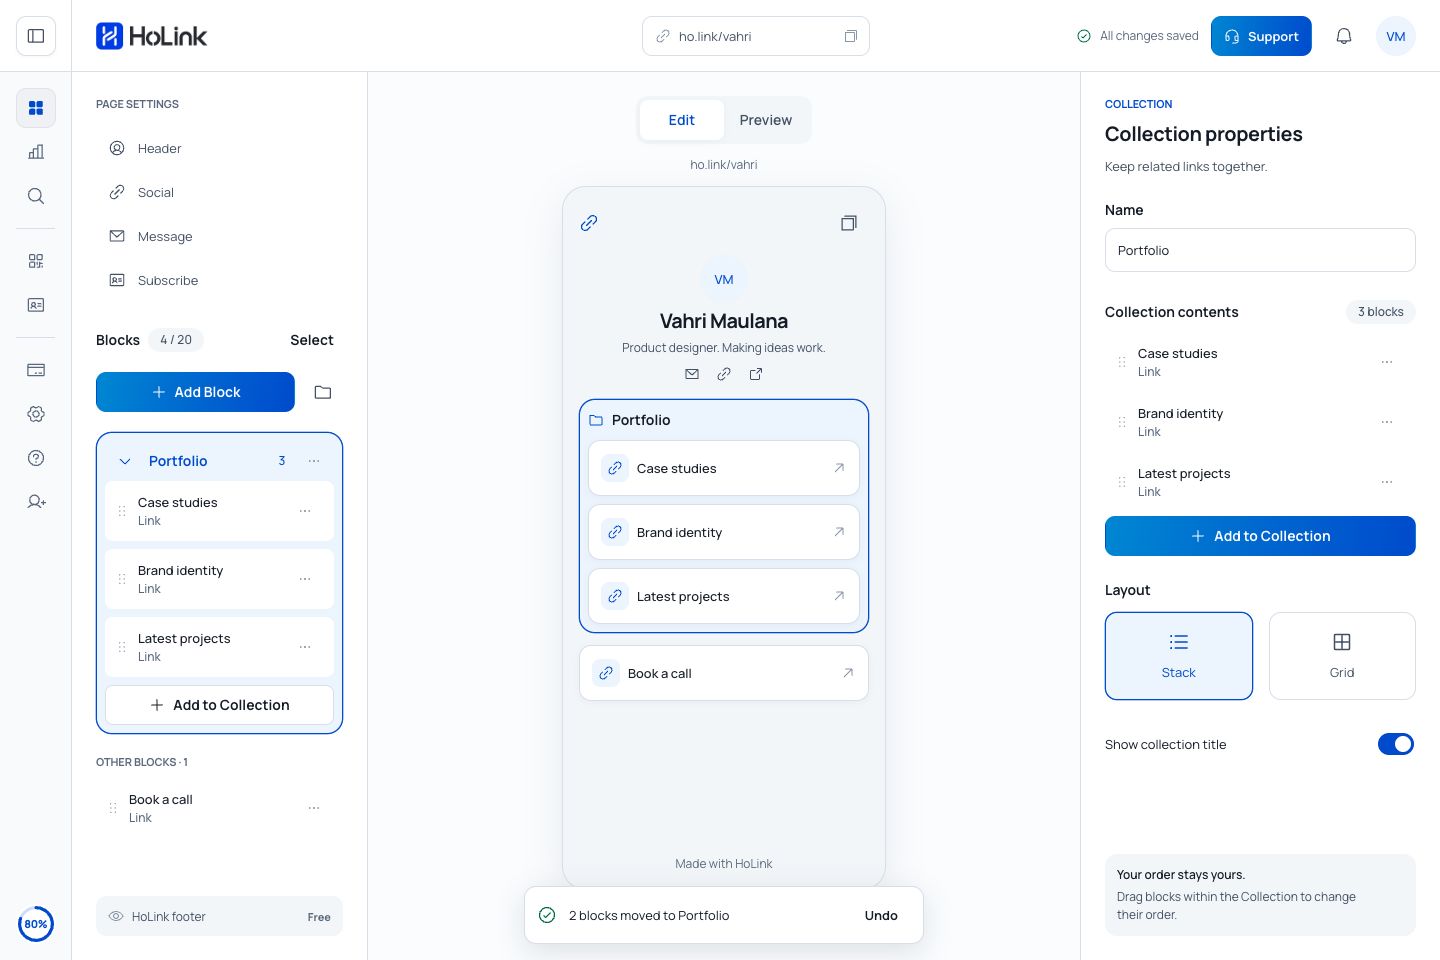 HoLink
ho.link/vahri
All changes saved
Support
VM
PAGE SETTINGS
Header
Social
Message
Subscribe
Blocks
4 / 20
Select
Add Block
Portfolio
3
Case studies
Link
Brand identity
Link
Latest projects
Link
Add to Collection
OTHER BLOCKS · 1
Book a call
Link
HoLink footer
Free
80%
Edit
Preview
ho.link/vahri
VM
Vahri Maulana
Product designer. Making ideas work.
Portfolio
Case studies
Brand identity
Latest projects
Book a call
Made with HoLink
2 blocks moved to Portfolio
Undo
COLLECTION
Collection properties
Keep related links together.
Name
Portfolio
Collection contents
3 blocks
Case studies
Link
Brand identity
Link
Latest projects
Link
Add to Collection
Layout
Stack
Grid
Show collection title
Your order stays yours.
Drag blocks within the Collection to change
their order.